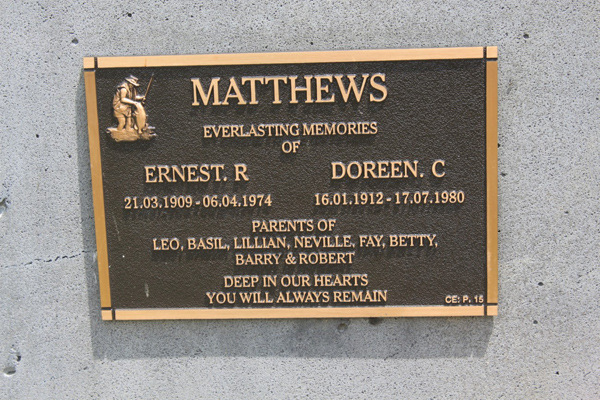 MATTHEWS
EVERLASTING MEMORIES
OF
ERNEST. R DOREEN. C
21.03.1909 - 06.04.1974 16.01.1912 - 17.07.1980
PARENTS OF
LEO, BASIL, LILLIAN, NEVILLE, FAY, BETTY,
BARRY & ROBERT
DEEP IN OUR HEARTS
YOU WILL ALWAYS REMAIN
CE: P. 15